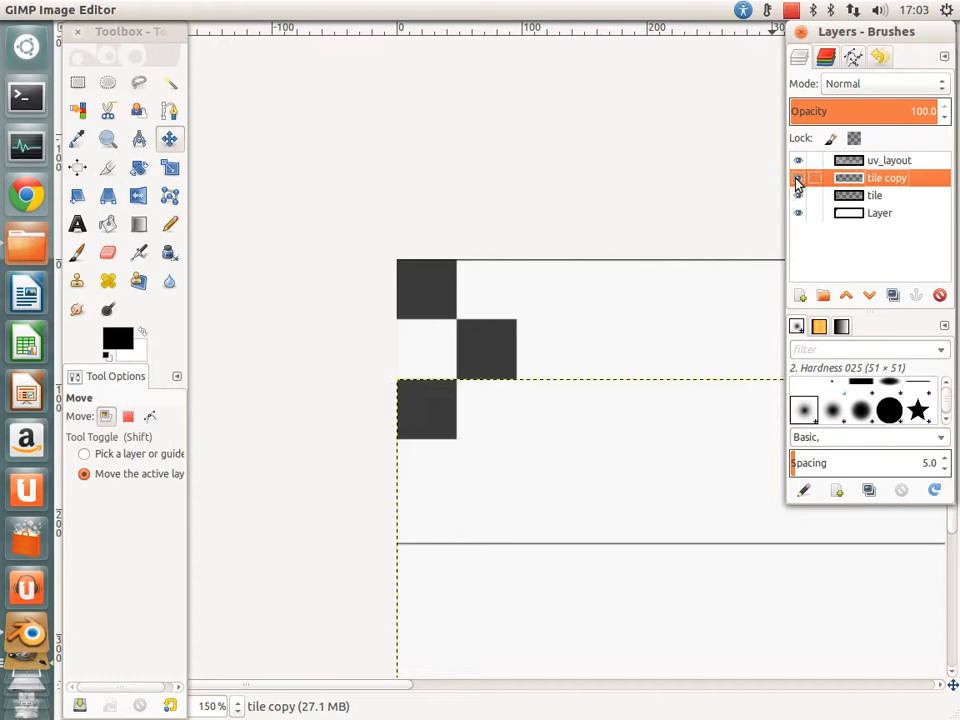 GIMP Image Editor
17:03
Toolbox - To
-100
0
100
200
Layers - Brushes
Mode: Normal
Opacity 100.0
Lock:
uv_layout
tile copy
tile
Layer
filter
2. Hardness 025 (51 × 51)
Basic,
Spacing 5.0
Tool Options
Move
Move:
Tool Toggle (Shift)
Pick a layer or guide
Move the active lay
150 %
tile copy (27.1 MB)